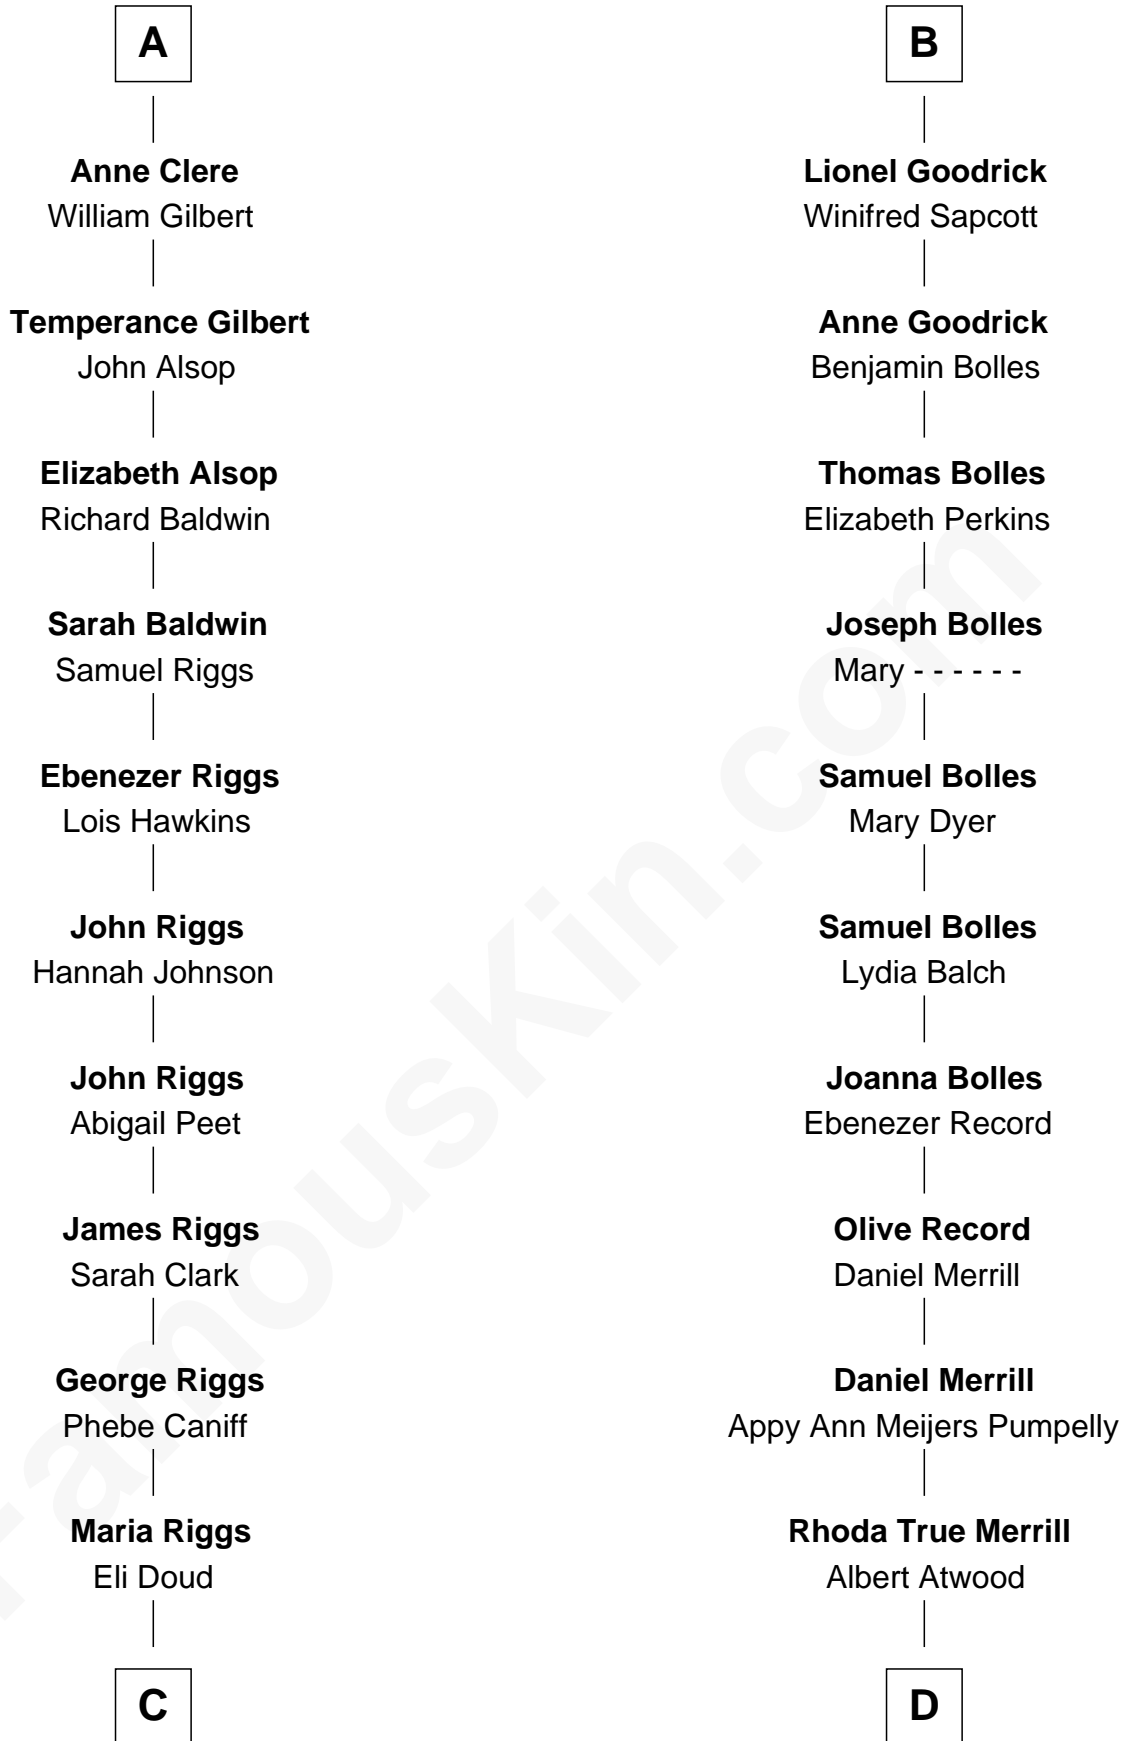 A
Anne Clere
William Gilbert
Temperance Gilbert
John Alsop
Elizabeth Alsop
Richard Baldwin
Sarah Baldwin
Samuel Riggs
Ebenezer Riggs
Lois Hawkins
John Riggs
Hannah Johnson
John Riggs
Abigail Peet
James Riggs
Sarah Clark
George Riggs
Phebe Caniff
Maria Riggs
Eli Doud
C
B
Lionel Goodrick
Winifred Sapcott
Anne Goodrick
Benjamin Bolles
Thomas Bolles
Elizabeth Perkins
Joseph Bolles
Mary - - - - - -
Samuel Bolles
Mary Dyer
Samuel Bolles
Lydia Balch
Joanna Bolles
Ebenezer Record
Olive Record
Daniel Merrill
Daniel Merrill
Appy Ann Meijers Pumpelly
Rhoda True Merrill
Albert Atwood
D
FamousKin.com